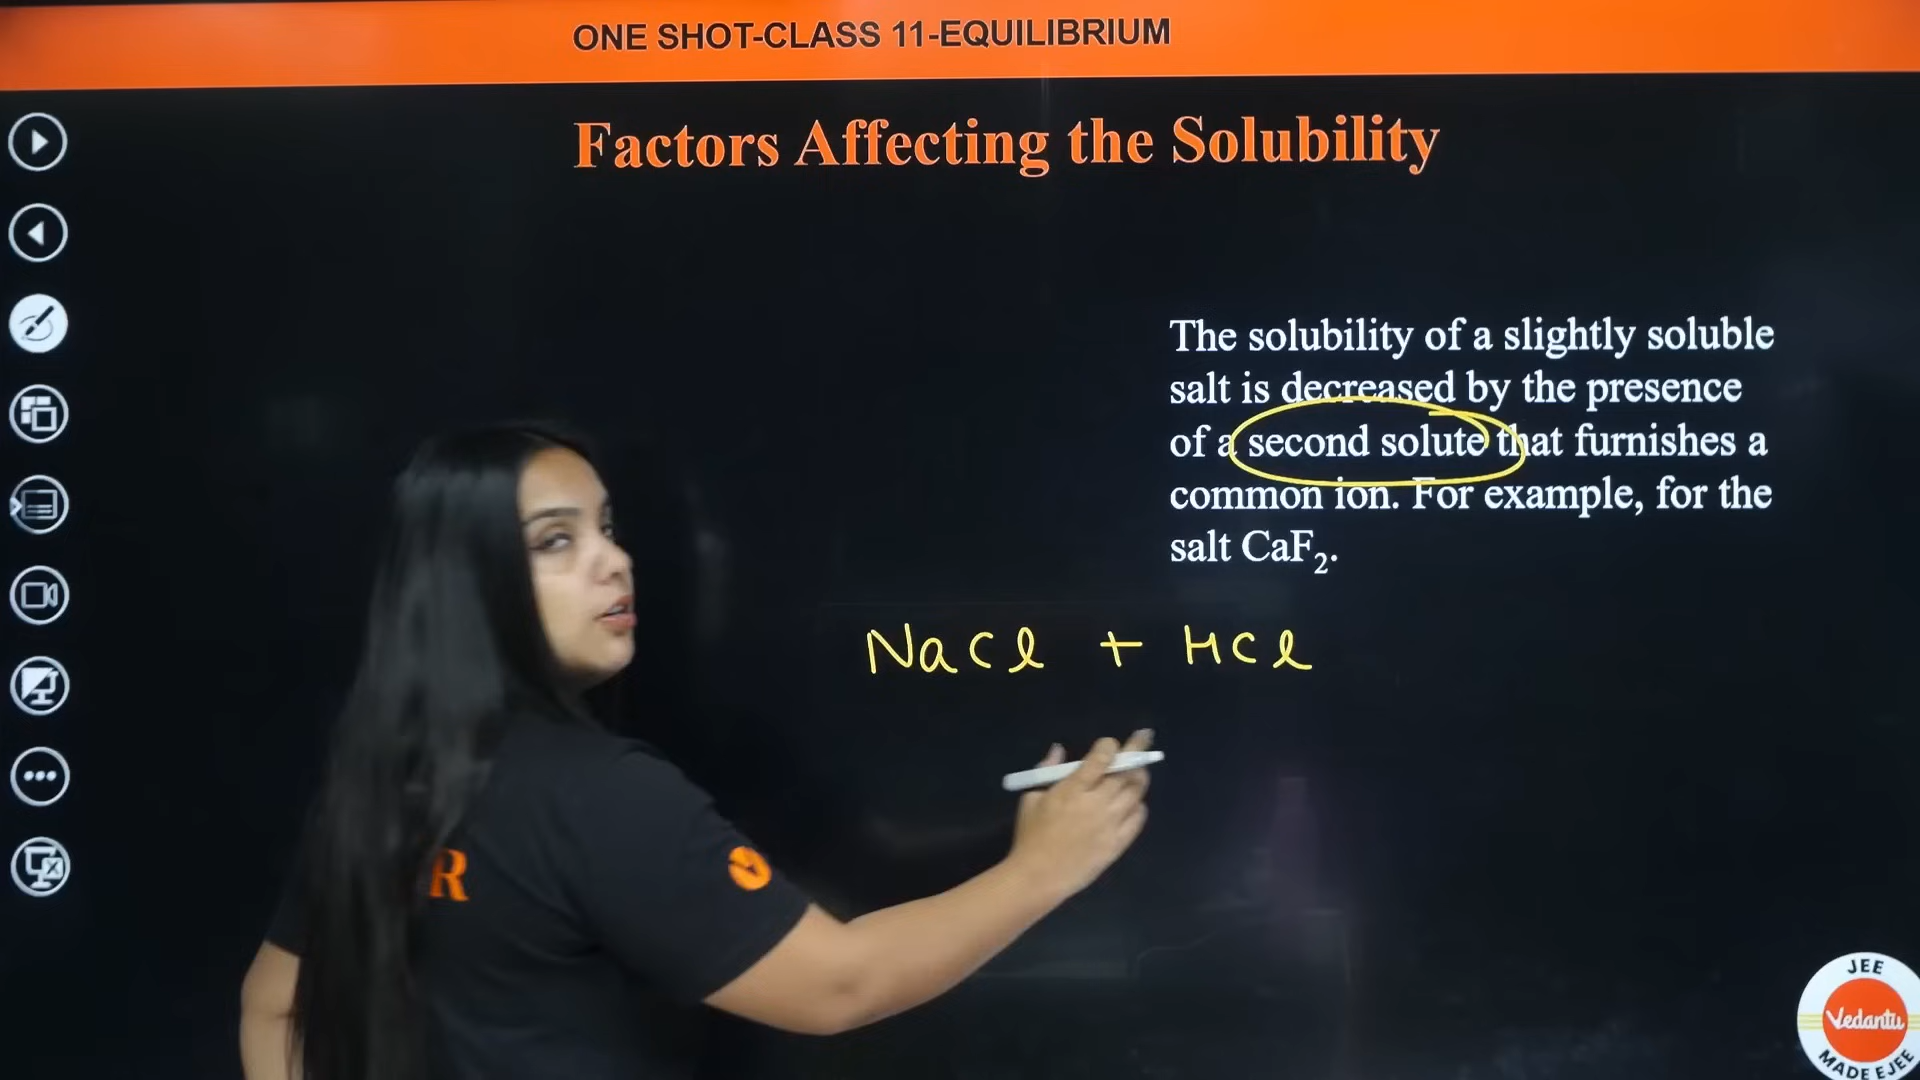 ONE SHOT-CLASS 11-EQUILIBRIUM
Factors Affecting the Solubility
The solubility of a slightly soluble
salt is decreased by the presence
of a second solute that furnishes a
common ion. For example, for the
salt CaF₂.
NaCl + HCl
R
JEE
Vedantu
MADE EJEE